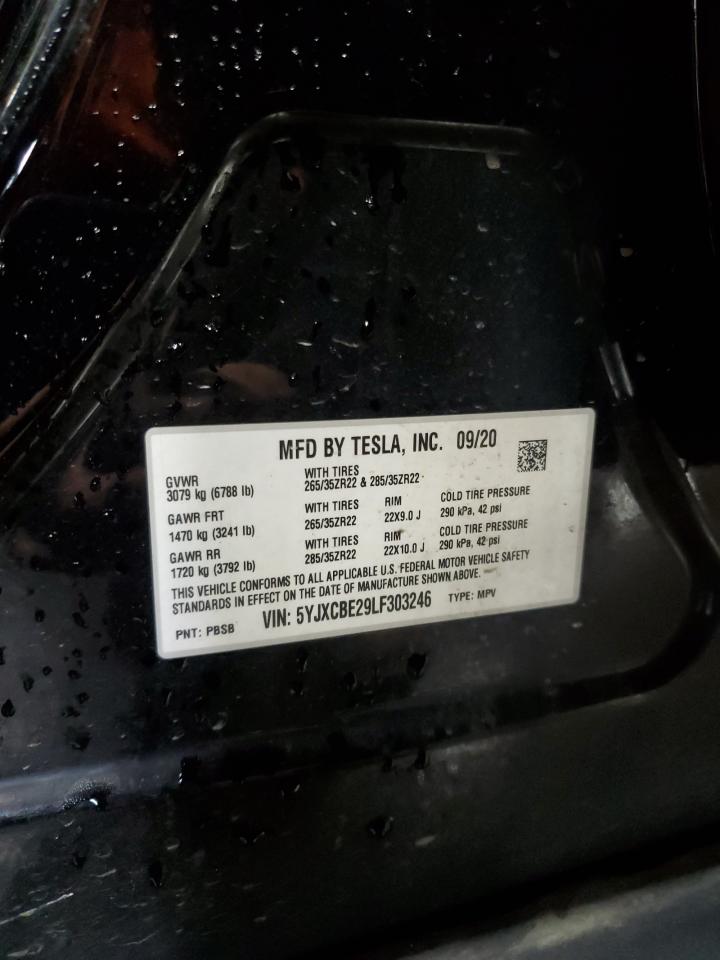 MFD BY TESLA, INC. 09/20
GVWR
3079 kg (6788 lb)
WITH TIRES
265/35ZR22 & 285/35ZR22
GAWR FRT
1470 kg (3241 lb)
WITH TIRES
265/35ZR22
RIM
22X9.0 J
COLD TIRE PRESSURE
290 kPa, 42 psi
GAWR RR
1720 kg (3792 lb)
WITH TIRES
285/35ZR22
RIM
22X10.0 J
COLD TIRE PRESSURE
290 kPa, 42 psi
THIS VEHICLE CONFORMS TO ALL APPLICABLE U.S. FEDERAL MOTOR VEHICLE SAFETY
STANDARDS IN EFFECT ON THE DATE OF MANUFACTURE SHOWN ABOVE.
PNT: PBSB VIN: 5YJXCBE29LF303246 TYPE: MPV